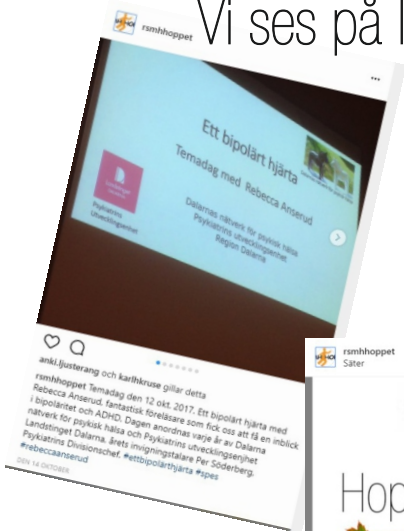 Vi ses på
rsmhhoppet
Ett bipolärt hjärta
Temadag med Rebecca Anserud
Dalarnas nätverk för psykisk hälsa
Psykiatrins utvecklingsenhet
Region Dalarna
Psykiatrins
Utvecklingsenhet
anki.ljusterang och karlhkruse gillar detta
rsmhhoppet Temadag den 12 okt. 2017. Ett bipolärt hjärta med
Rebecca Anserud, fantastisk föreläsare som fick oss att få en inblick
i bipoläritet och ADHD. Dagen anordnas varje år av Dalarna
nätverk för psykisk hälsa och Psykiatrins utvecklingsenjhet
Landstinget Dalarna, årets invigningstalare Per Söderberg,
Psykiatrins Divisionschef. #ettbipolärthjärta #spes
#rebeccaanserud
DEN 14 OKTOBER
rsmhhoppet
Säter
Hop